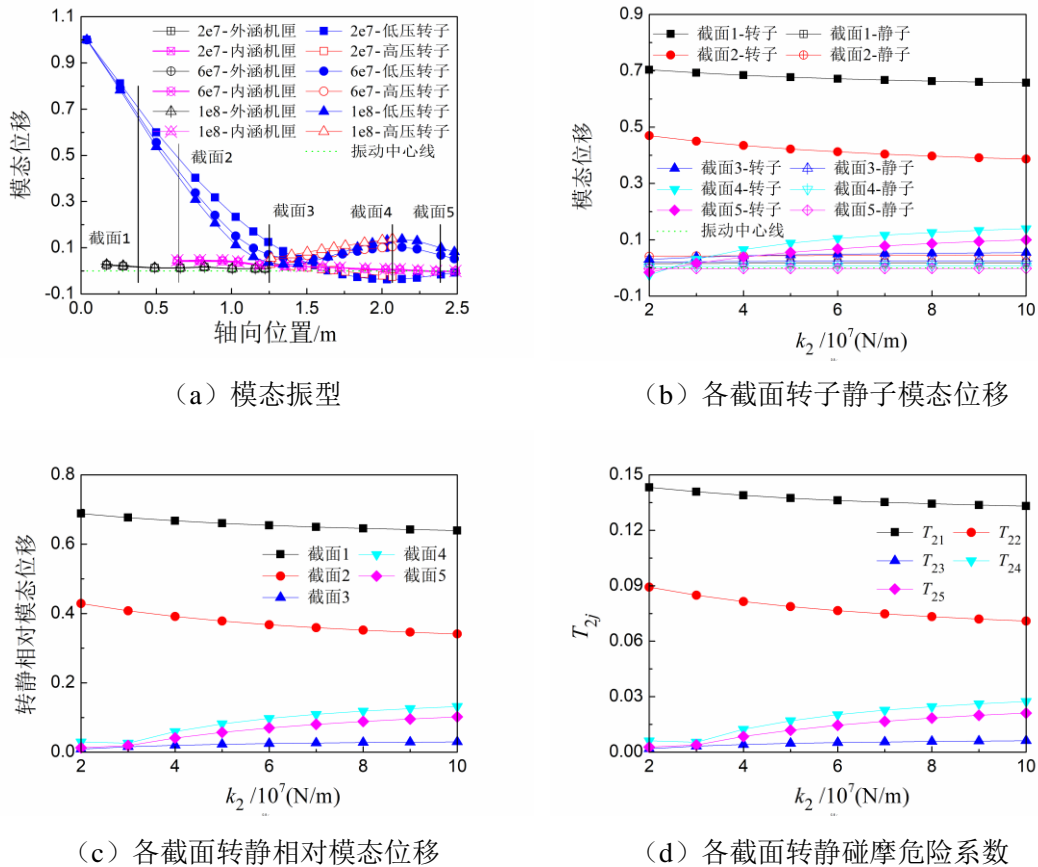 1.1
0.9
0.7
0.5
0.3
0.1
-0.1
模态位移
2e7-外涵机匣 2e7-低压转子
2e7-内涵机匣 2e7-高压转子
6e7-外涵机匣 6e7-低压转子
6e7-内涵机匣 6e7-高压转子
1e8-外涵机匣 1e8-低压转子
1e8-内涵机匣 1e8-高压转子
振动中心线
截面1
截面2
截面3
截面4
截面5
0.0 0.5 1.0 1.5 2.0 2.5
轴向位置/m
(a)模态振型
0.9
0.7
0.5
0.3
0.1
-0.1
模态位移
截面1-转子 截面1-静子
截面2-转子 截面2-静子
截面3-转子 截面3-静子
截面4-转子 截面4-静子
截面5-转子 截面5-静子
振动中心线
2 4 6 8 10
k₂ /10⁷(N/m)
(b)各截面转子静子模态位移
0.8
0.6
0.4
0.2
0.0
转静相对模态位移
截面1 截面4
截面2 截面5
截面3
2 4 6 8 10
k₂ /10⁷(N/m)
(c)各截面转静相对模态位移
0.15
0.12
0.09
0.06
0.03
0.00
T₂ⱼ
T₂₁ T₂₂
T₂₃ T₂₄
T₂₅
2 4 6 8 10
k₂ /10⁷(N/m)
(d)各截面转静碰摩危险系数